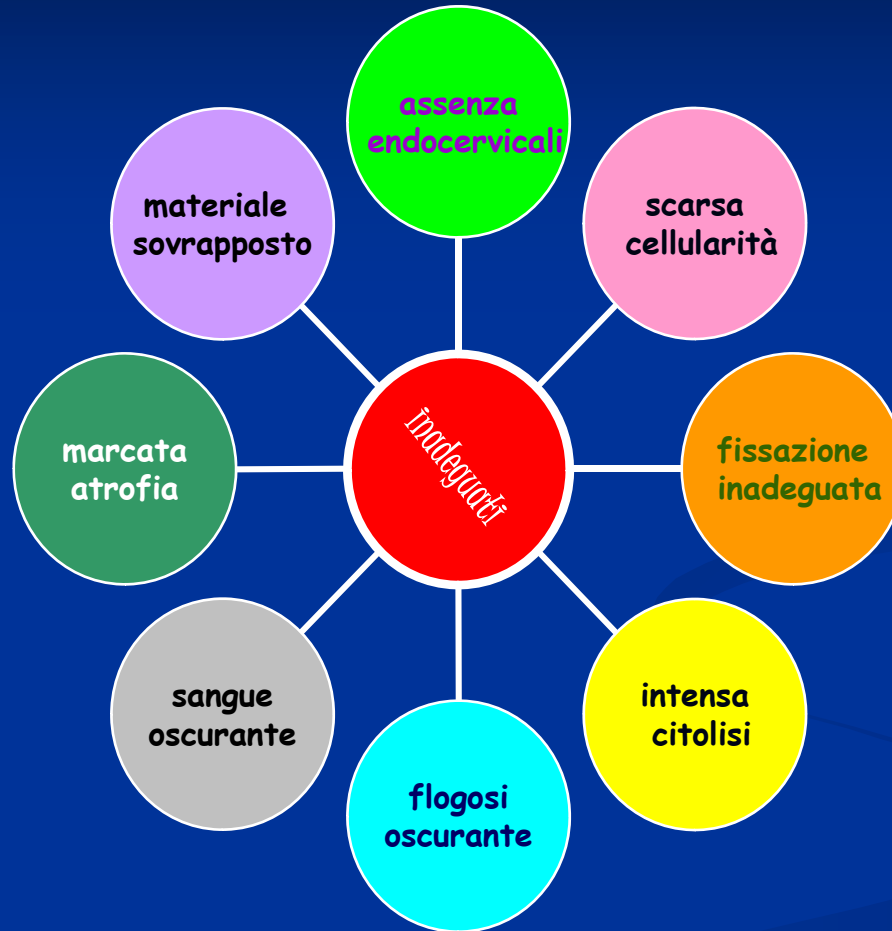 assenza
endocervicali
materiale
sovrapposto
scarsa
cellularità
marcata
atrofia
inadeguati
fissazione
inadeguata
sangue
oscurante
intensa
citolisi
flogosi
oscurante